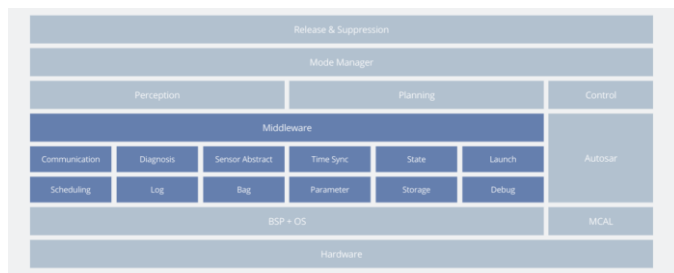 Release & Suppression
Mode Manager
Perception Planning Control
Middleware
Autosar
Communication Diagnosis Sensor Abstract Time Sync State Launch
Scheduling Log Bag Parameter Storage Debug
BSP + OS MCAL
Hardware